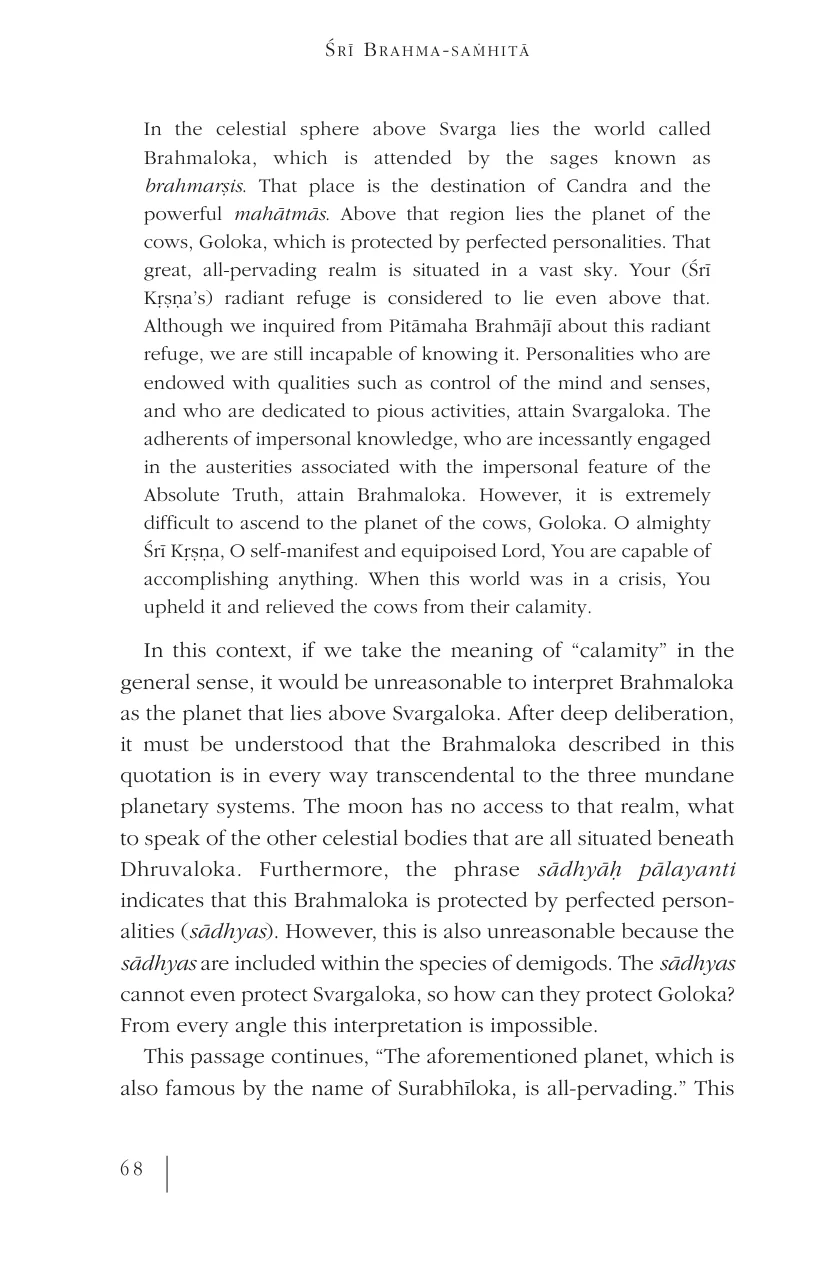 ŚRĪ BRAHMA-SAṀHITĀ
In the celestial sphere above Svarga lies the world called
Brahmaloka, which is attended by the sages known as
brahmarṣis. That place is the destination of Candra and the
powerful mahātmās. Above that region lies the planet of the
cows, Goloka, which is protected by perfected personalities. That
great, all-pervading realm is situated in a vast sky. Your (Śrī
Kṛṣṇa’s) radiant refuge is considered to lie even above that.
Although we inquired from Pitāmaha Brahmājī about this radiant
refuge, we are still incapable of knowing it. Personalities who are
endowed with qualities such as control of the mind and senses,
and who are dedicated to pious activities, attain Svargaloka. The
adherents of impersonal knowledge, who are incessantly engaged
in the austerities associated with the impersonal feature of the
Absolute Truth, attain Brahmaloka. However, it is extremely
difficult to ascend to the planet of the cows, Goloka. O almighty
Śrī Kṛṣṇa, O self-manifest and equipoised Lord, You are capable of
accomplishing anything. When this world was in a crisis, You
upheld it and relieved the cows from their calamity.
In this context, if we take the meaning of “calamity” in the
general sense, it would be unreasonable to interpret Brahmaloka
as the planet that lies above Svargaloka. After deep deliberation,
it must be understood that the Brahmaloka described in this
quotation is in every way transcendental to the three mundane
planetary systems. The moon has no access to that realm, what
to speak of the other celestial bodies that are all situated beneath
Dhruvaloka. Furthermore, the phrase sādhyāḥ pālayanti
indicates that this Brahmaloka is protected by perfected person-
alities (sādhyas). However, this is also unreasonable because the
sādhyas are included within the species of demigods. The sādhyas
cannot even protect Svargaloka, so how can they protect Goloka?
From every angle this interpretation is impossible.
This passage continues, “The aforementioned planet, which is
also famous by the name of Surabhīloka, is all-pervading.” This
68